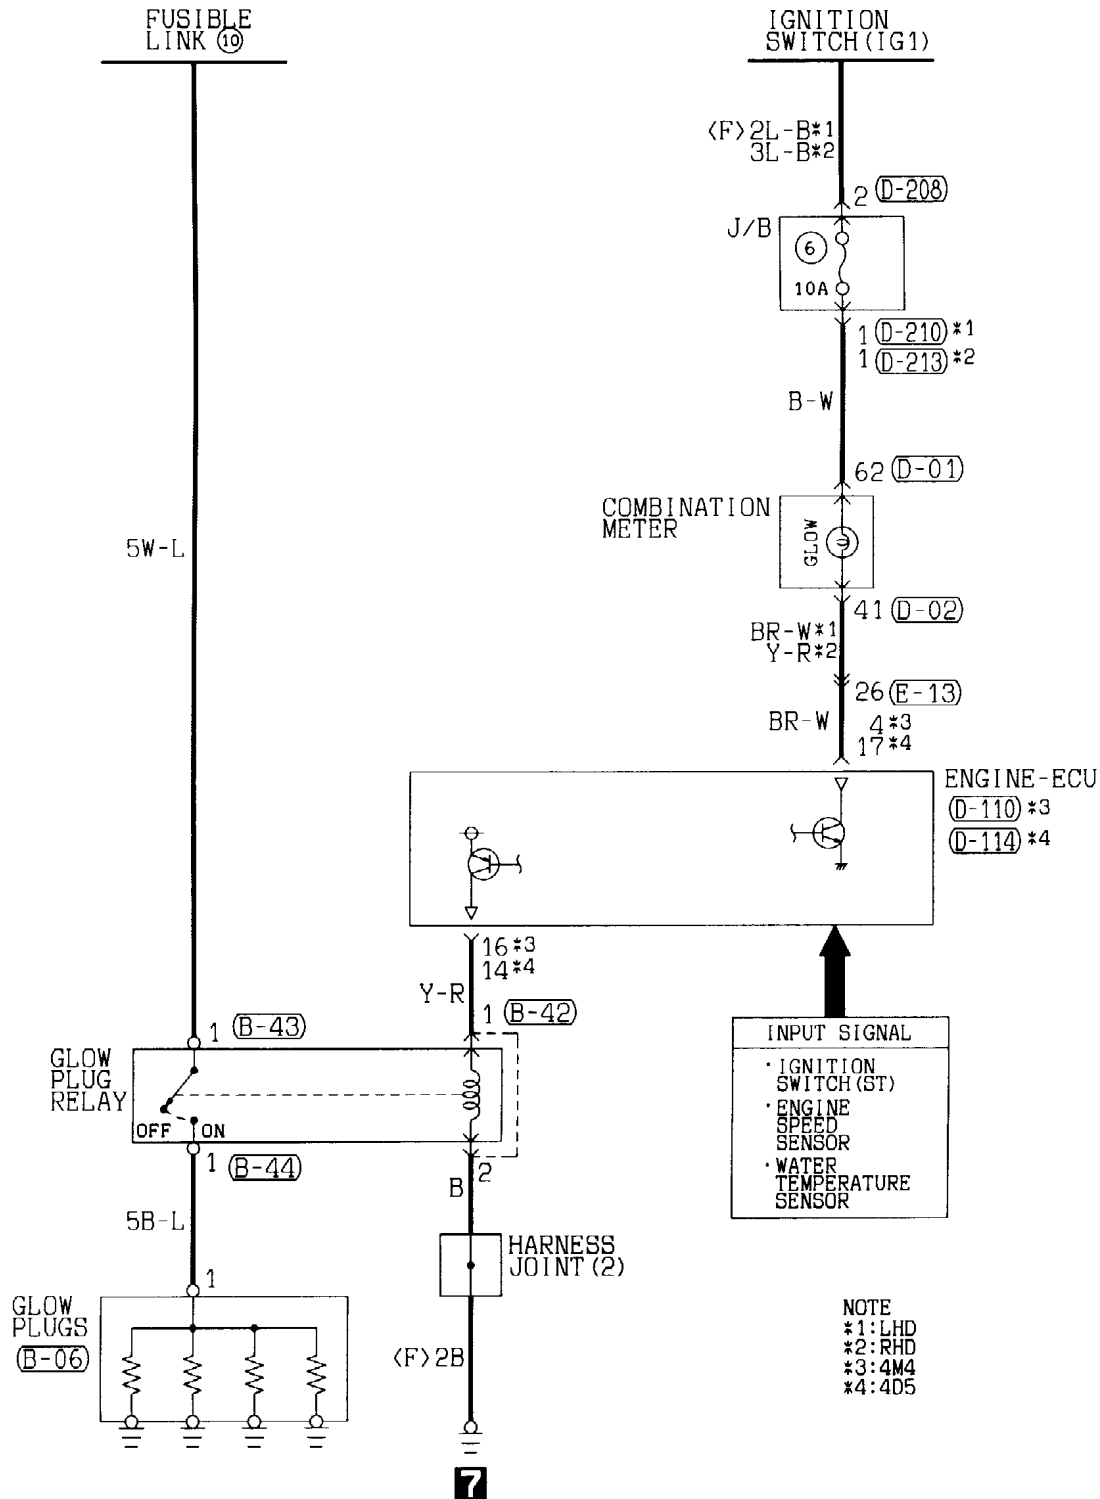 FUSIBLE
LINK ⑩
IGNITION
SWITCH(IG1)
<F>2L-B*1
3L-B*2
2 D-208
J/B
6
10A
1 D-210 *1
1 D-213 *2
B-W
62 D-01
COMBINATION
METER
GLOW
5W-L
41 D-02
BR-W*1
Y-R*2
26 E-13
BR-W
4*3
17*4
ENGINE-ECU
D-110 *3
D-114 *4
16*3
14*4
Y-R
1 B-42
1 B-43
GLOW
PLUG
RELAY
OFF ON
1 B-44
2
B
5B-L
INPUT SIGNAL
·IGNITION
SWITCH(ST)
·ENGINE
SPEED
SENSOR
·WATER
TEMPERATURE
SENSOR
HARNESS
JOINT(2)
1
GLOW
PLUGS
B-06
<F>2B
7
NOTE
*1:LHD
*2:RHD
*3:4M4
*4:4D5